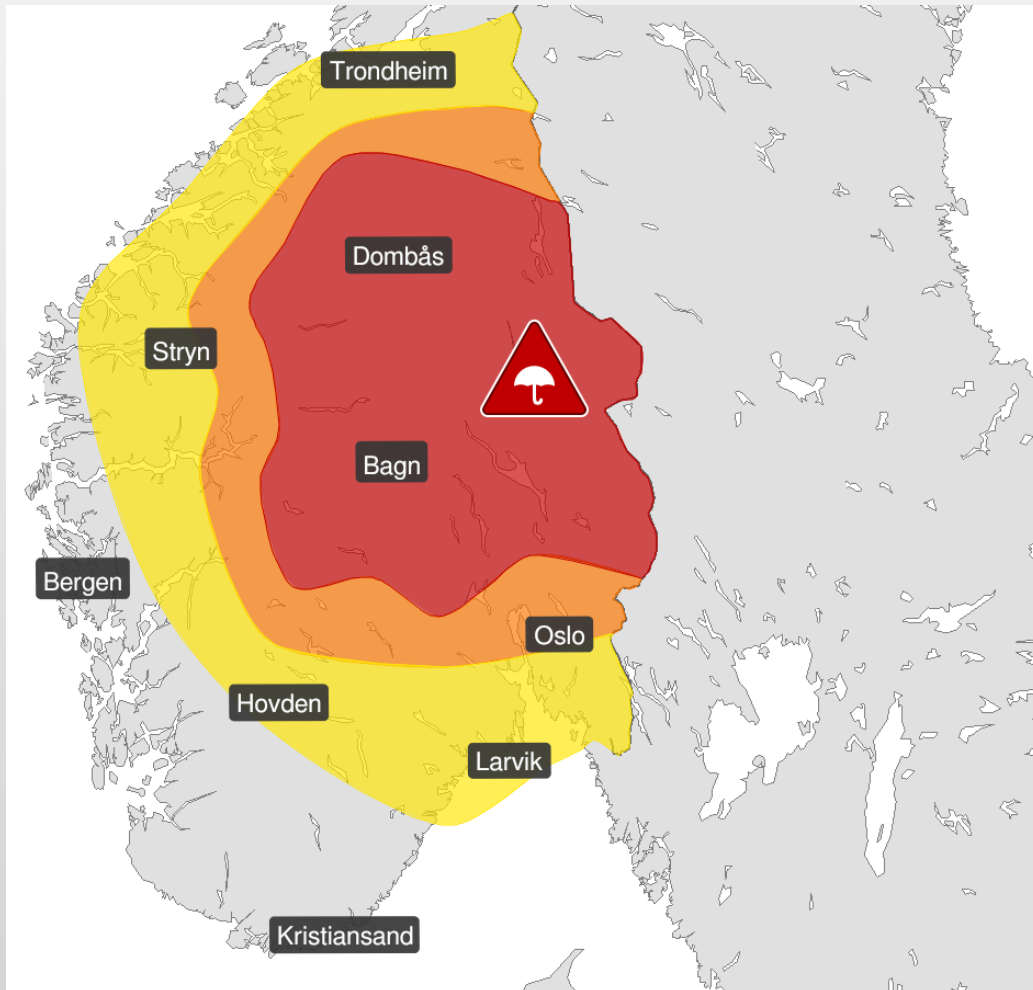 Trondheim
Dombås
Stryn
Bagn
Bergen
Oslo
Hovden
Larvik
Kristiansand